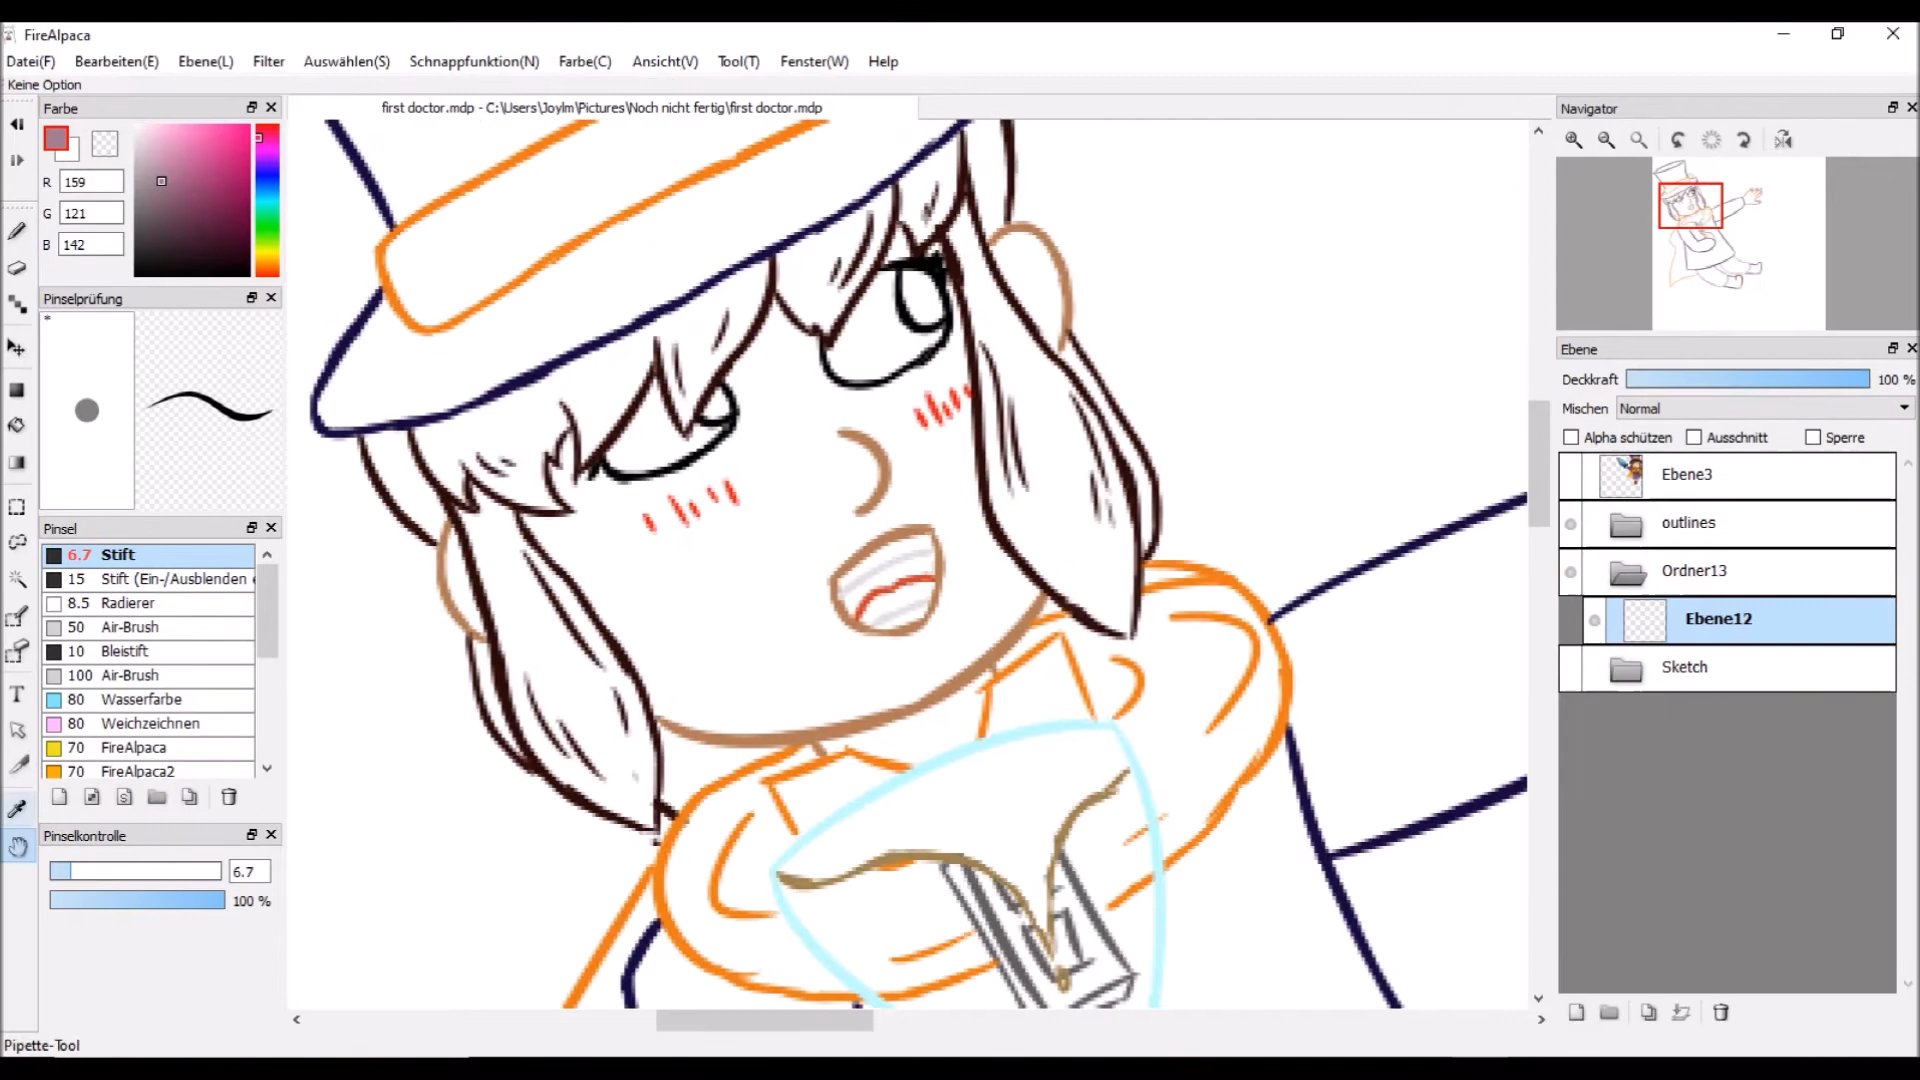 FireAlpaca
Datei(F) Bearbeiten(E) Ebene(L) Filter Auswählen(S) Schnappfunktion(N) Farbe(C) Ansicht(V) Tool(T) Fenster(W) Help
Keine Option
Farbe
first doctor.mdp - C:\Users\Joylm\Pictures\Noch nicht fertig\first doctor.mdp
Navigator
R 159
G 121
B 142
Pinselprüfung
*
Pinsel
6.7 Stift
15 Stift (Ein-/Ausblenden
8.5 Radierer
50 Air-Brush
10 Bleistift
100 Air-Brush
80 Wasserfarbe
80 Weichzeichnen
70 FireAlpaca
70 FireAlpaca2
Pinselkontrolle
6.7
100 %
Ebene
Deckkraft 100 %
Mischen Normal
Alpha schützen Ausschnitt Sperre
Ebene3
outlines
Ordner13
Ebene12
Sketch
Pipette-Tool